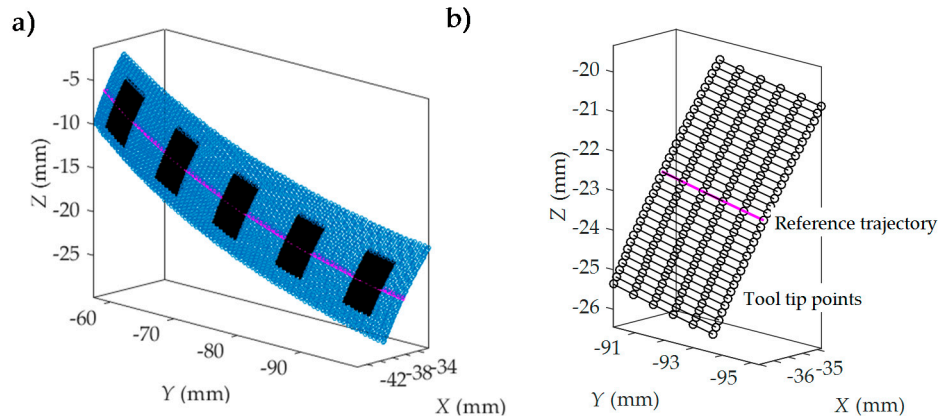 a)
-5
-10
-15
-20
-25
Z (mm)
-60
-70
-80
-90
Y (mm)
-42 -38 -34
X (mm)
b)
-20
-21
-22
-23
-24
-25
-26
Z (mm)
Reference trajectory
Tool tip points
-91
-93
-95
Y (mm)
-36 -35
X (mm)